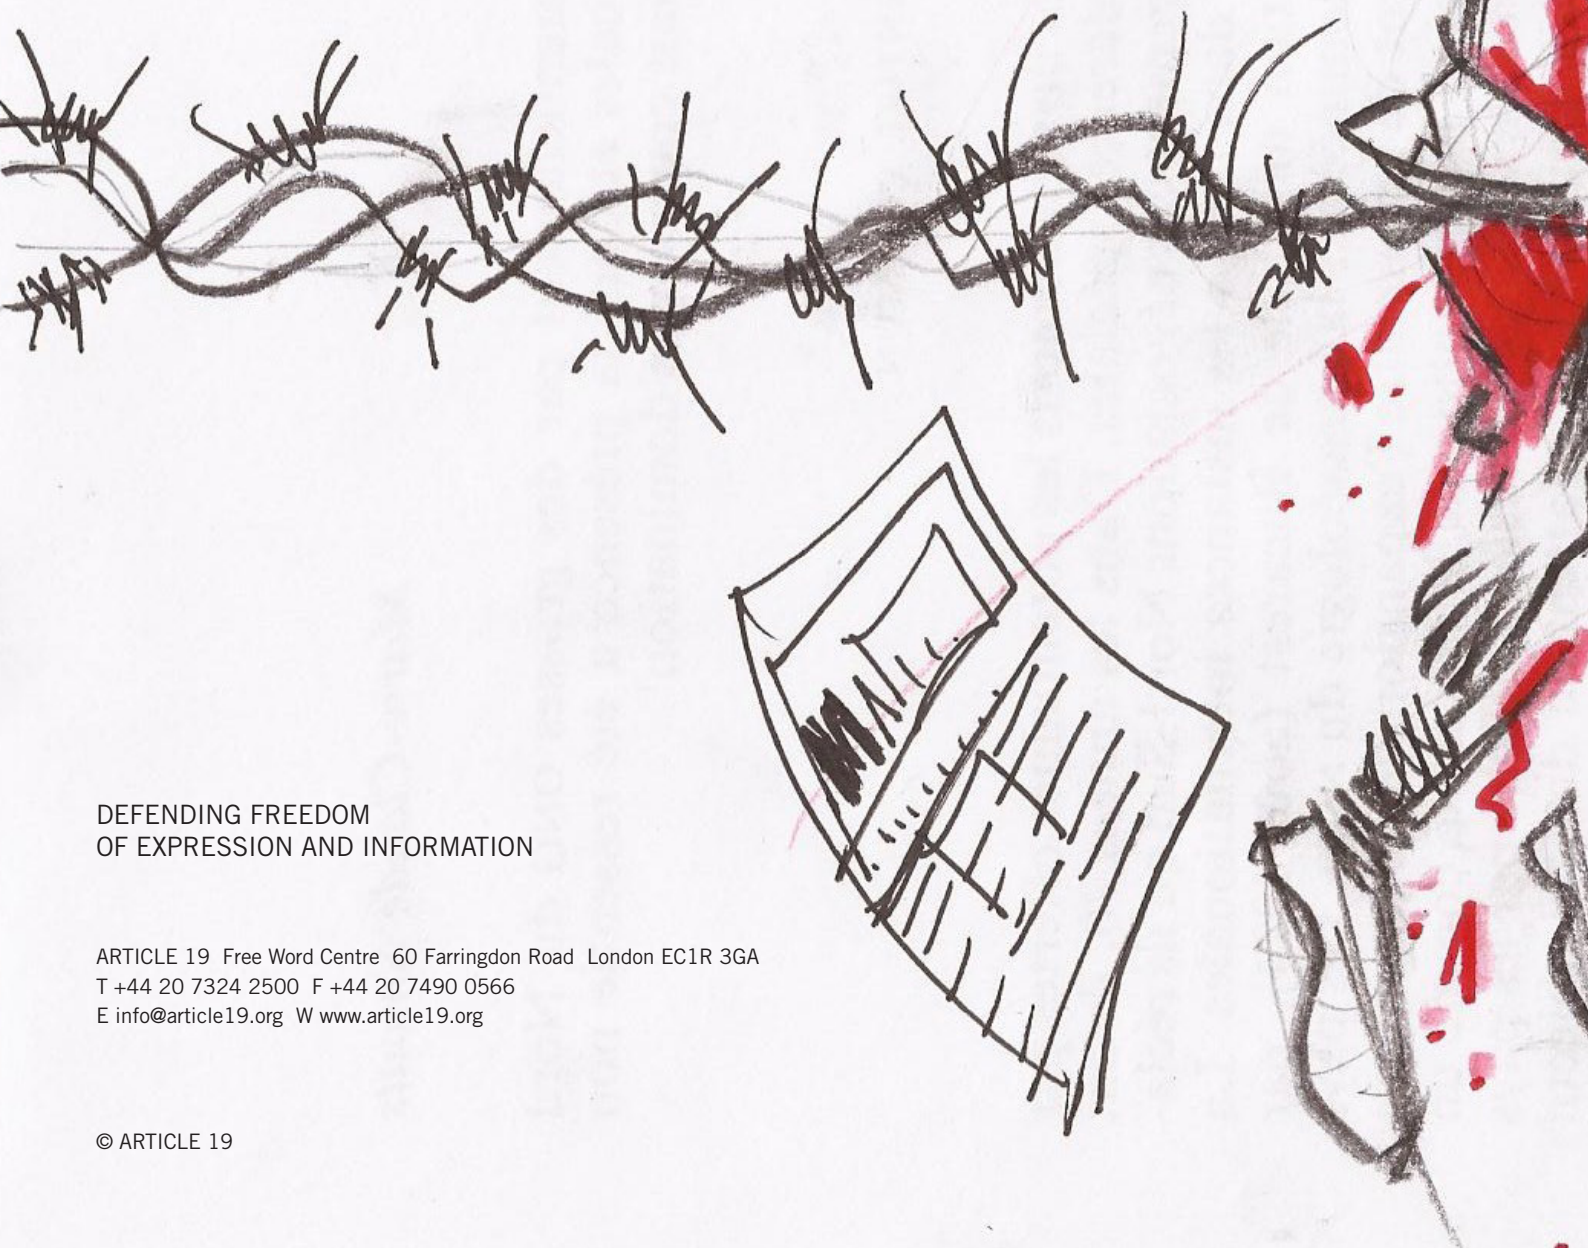 DEFENDING FREEDOM
OF EXPRESSION AND INFORMATION
ARTICLE 19 Free Word Centre 60 Farringdon Road London EC1R 3GA
T +44 20 7324 2500 F +44 20 7490 0566
E info@article19.org W www.article19.org
© ARTICLE 19